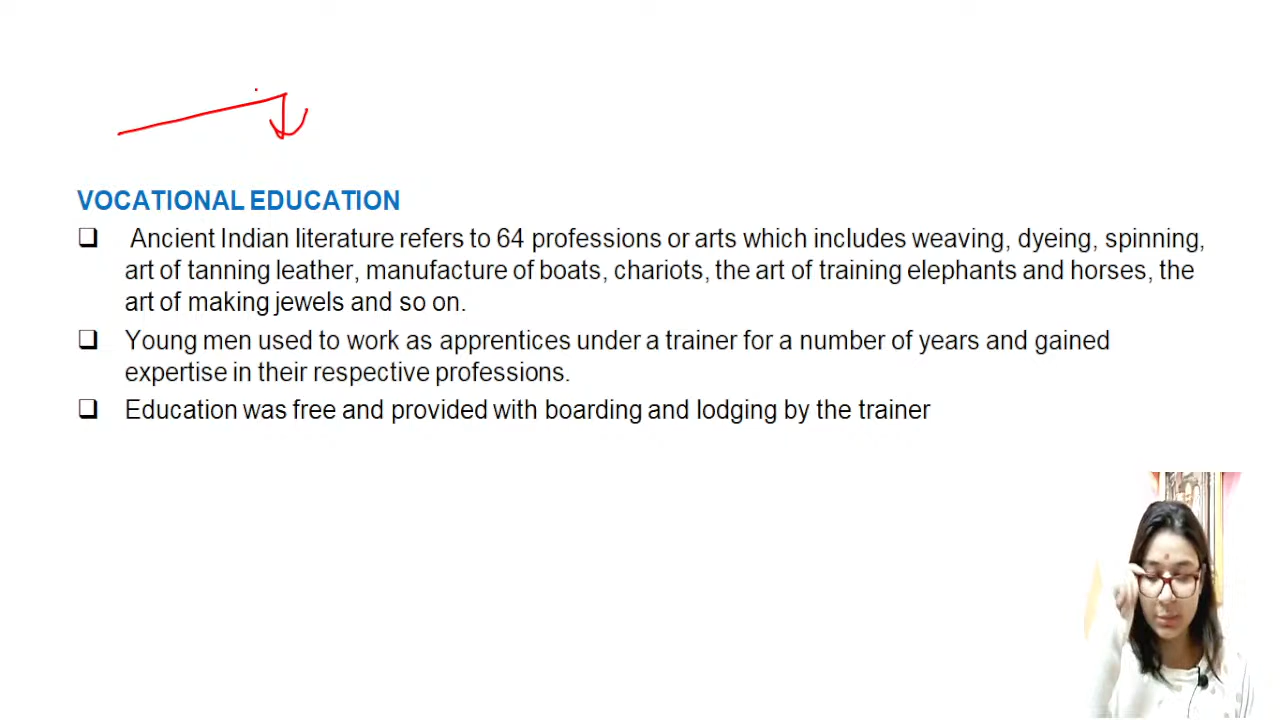 VOCATIONAL EDUCATION
Ancient Indian literature refers to 64 professions or arts which includes weaving, dyeing, spinning,
art of tanning leather, manufacture of boats, chariots, the art of training elephants and horses, the
art of making jewels and so on.
Young men used to work as apprentices under a trainer for a number of years and gained
expertise in their respective professions.
Education was free and provided with boarding and lodging by the trainer